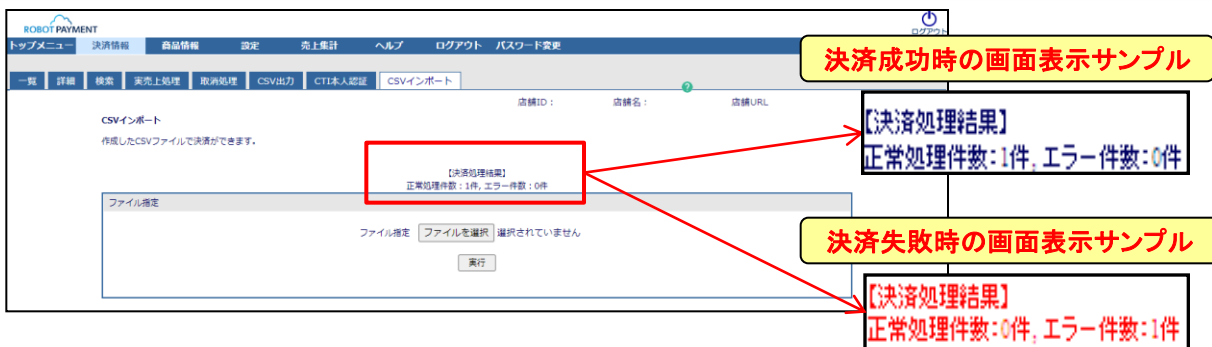 ROBOT PAYMENT
ログアウト
トップメニュー 決済情報 商品情報 設定 売上集計 ヘルプ ログアウト パスワード変更
一覧 詳細 検索 実売上処理 取消処理 CSV出力 CTI本人認証 CSVインポート
?
店舗ID: 店舗名: 店舗URL
CSVインポート
作成したCSVファイルで決済ができます。
【決済処理結果】
正常処理件数:1件, エラー件数:0件
ファイル指定
ファイル指定 ファイルを選択 選択されていません
実行
決済成功時の画面表示サンプル
【決済処理結果】
正常処理件数:1件, エラー件数:0件
決済失敗時の画面表示サンプル
【決済処理結果】
正常処理件数:0件, エラー件数:1件